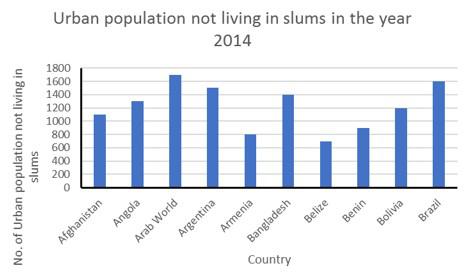 Urban population not living in slums in the year
2014
No. of Urban population not living in
slums
1800
1600
1400
1200
1000
800
600
400
200
0
Afghanistan
Angola
Arab World
Argentina
Armenia
Bangladesh
Belize
Benin
Bolivia
Brazil
Country